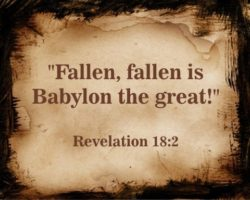 "Fallen, fallen is
Babylon the great!"
Revelation 18:2